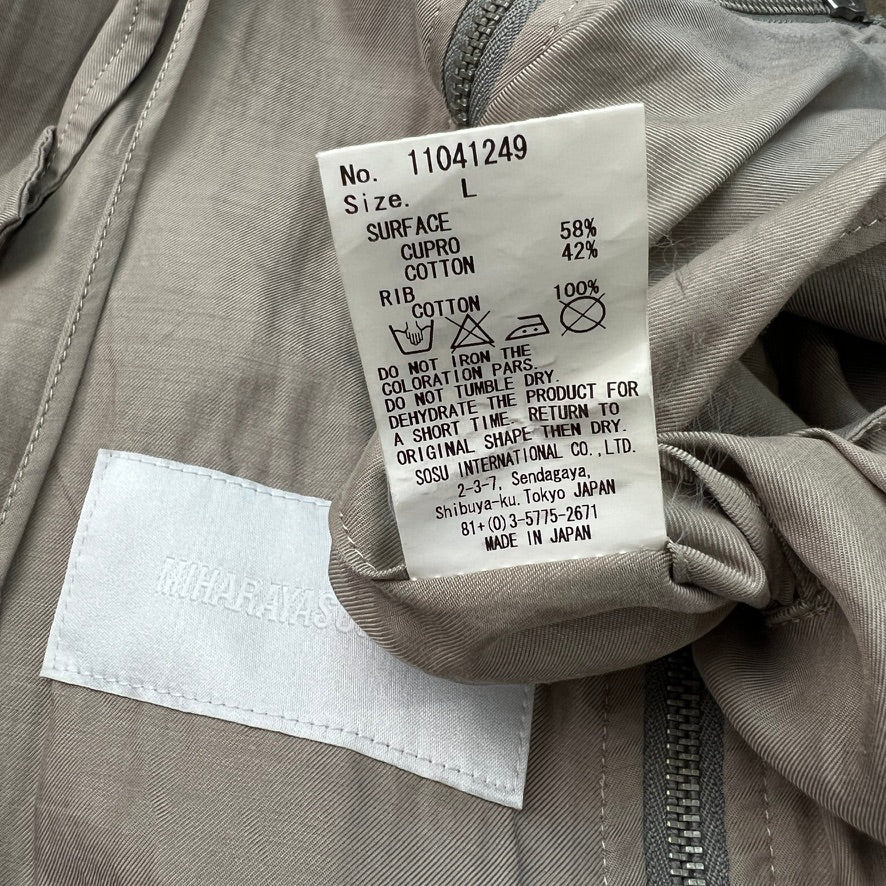 No. 11041249
Size. L
SURFACE 58%
CUPRO 42%
COTTON
RIB 100%
COTTON
DO NOT IRON THE
COLORATION PARS.
DO NOT TUMBLE DRY.
DEHYDRATE THE PRODUCT FOR
A SHORT TIME. RETURN TO
ORIGINAL SHAPE THEN DRY.
SOSU INTERNATIONAL CO.,LTD.
2-3-7, Sendagaya,
Shibuya-ku. Tokyo JAPAN
81+(0)3-5775-2671
MADE IN JAPAN